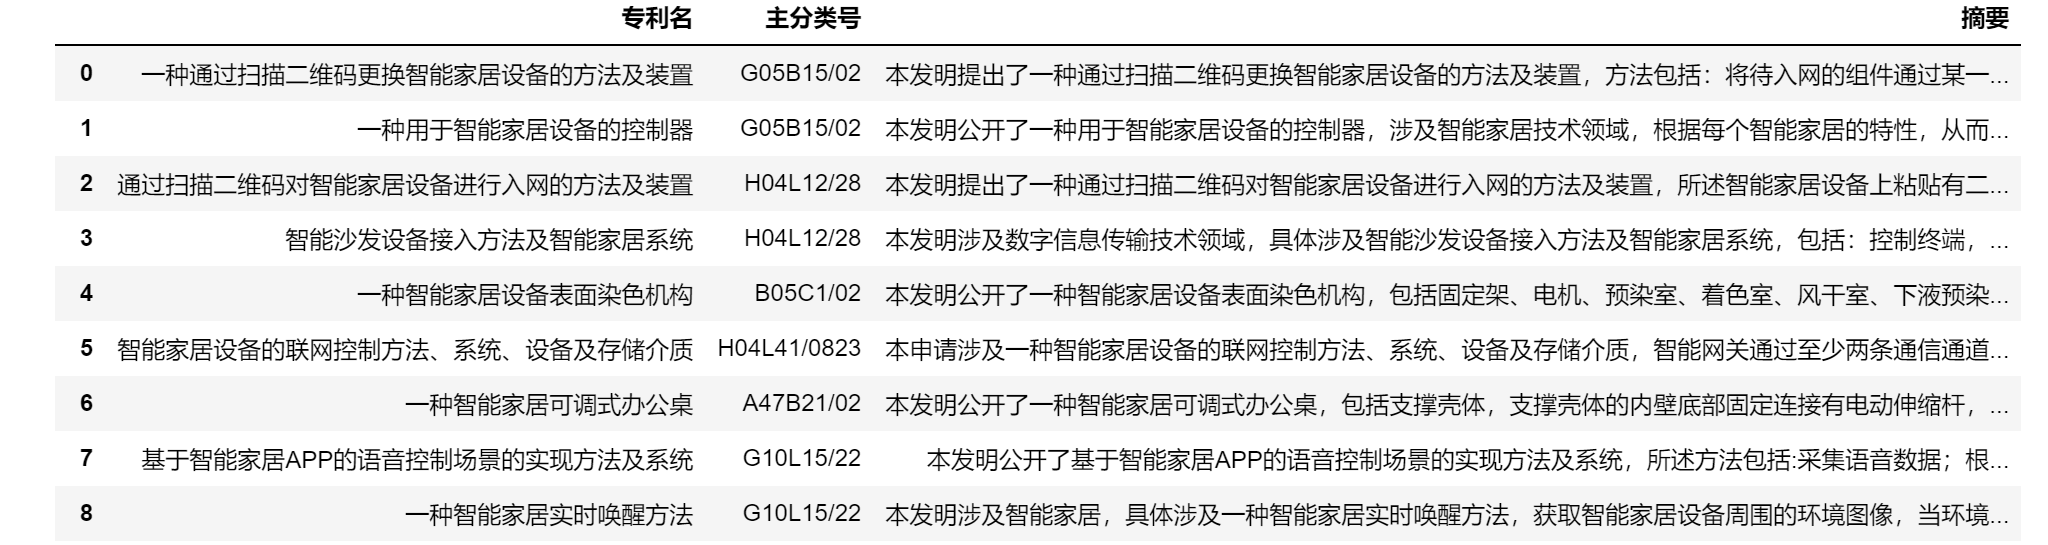 专利名 主分类号 摘要
0 一种通过扫描二维码更换智能家居设备的方法及装置 G05B15/02 本发明提出了一种通过扫描二维码更换智能家居设备的方法及装置，方法包括：将待入网的组件通过某一...
1 一种用于智能家居设备的控制器 G05B15/02 本发明公开了一种用于智能家居设备的控制器，涉及智能家居技术领域，根据每个智能家居的特性，从而...
2 通过扫描二维码对智能家居设备进行入网的方法及装置 H04L12/28 本发明提出了一种通过扫描二维码对智能家居设备进行入网的方法及装置，所述智能家居设备上粘贴有二...
3 智能沙发设备接入方法及智能家居系统 H04L12/28 本发明涉及数字信息传输技术领域，具体涉及智能沙发设备接入方法及智能家居系统，包括：控制终端，...
4 一种智能家居设备表面染色机构 B05C1/02 本发明公开了一种智能家居设备表面染色机构，包括固定架、电机、预染室、着色室、风干室、下液预染...
5 智能家居设备的联网控制方法、系统、设备及存储介质 H04L41/0823 本申请涉及一种智能家居设备的联网控制方法、系统、设备及存储介质，智能网关通过至少两条通信通道...
6 一种智能家居可调式办公桌 A47B21/02 本发明公开了一种智能家居可调式办公桌，包括支撑壳体，支撑壳体的内壁底部固定连接有电动伸缩杆，...
7 基于智能家居APP的语音控制场景的实现方法及系统 G10L15/22 本发明公开了基于智能家居APP的语音控制场景的实现方法及系统，所述方法包括:采集语音数据；根...
8 一种智能家居实时唤醒方法 G10L15/22 本发明涉及智能家居，具体涉及一种智能家居实时唤醒方法，获取智能家居设备周围的环境图像，当环境...